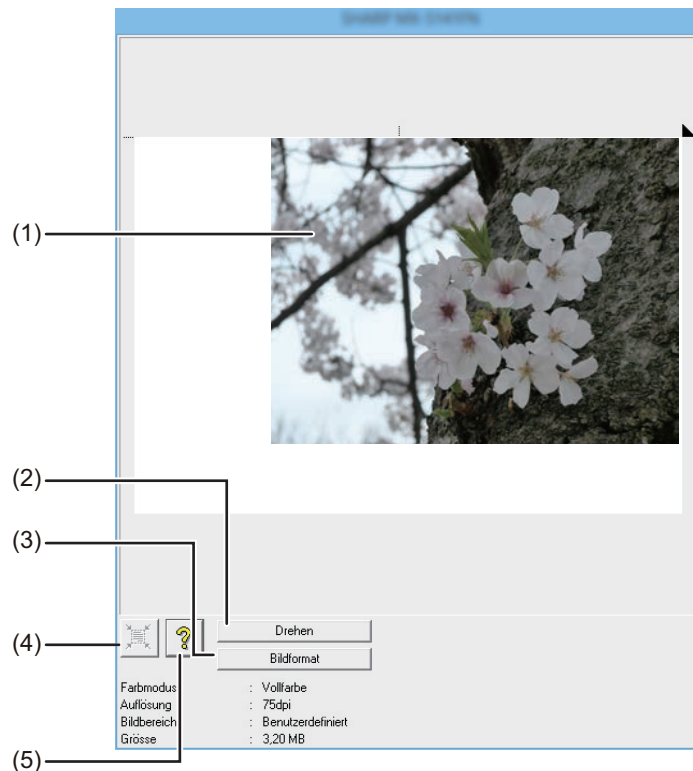 (1)
(2)
(3)
(4)
(5)
Drehen
Bildformat
Farbmodus : Vollfarbe
Auflösung : 75dpi
Bildbereich : Benutzerdefiniert
Grösse : 3,20 MB